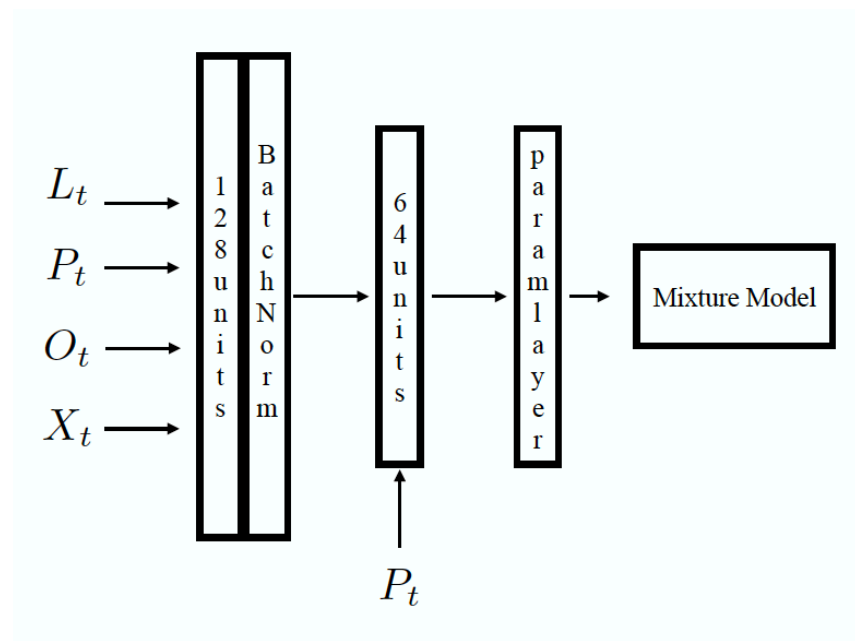 L_t
P_t
O_t
X_t
128units
BatchNorm
64units
P_t
paramlayer
Mixture Model